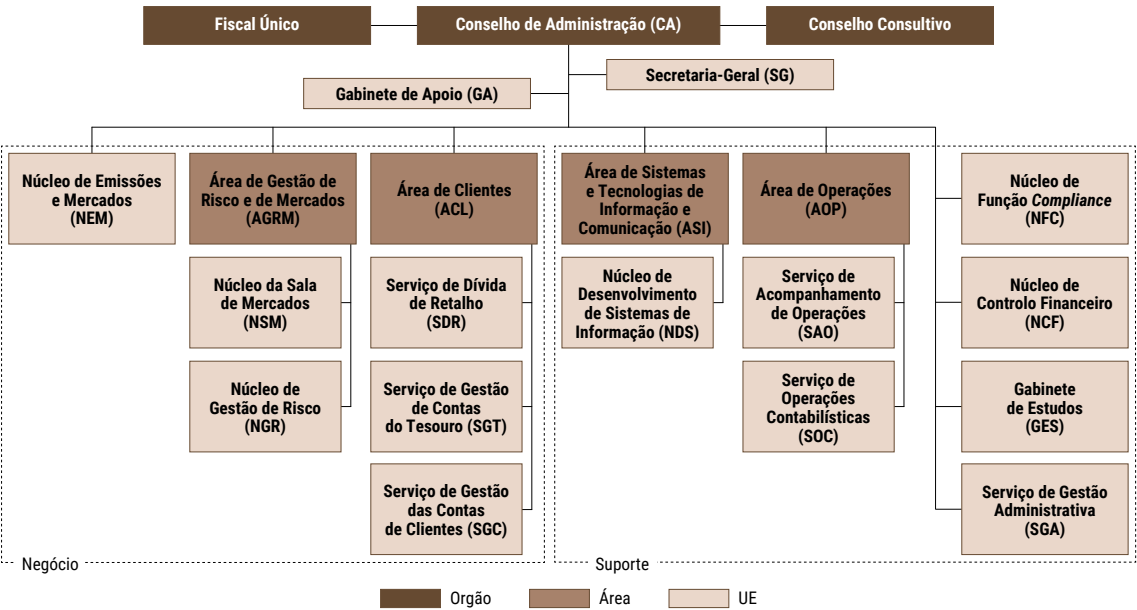 Fiscal Único
Conselho de Administração (CA)
Conselho Consultivo
Secretaria-Geral (SG)
Gabinete de Apoio (GA)
Núcleo de Emissões
e Mercados
(NEM)
Área de Gestão de
Risco e de Mercados
(AGRM)
Área de Clientes
(ACL)
Área de Sistemas
e Tecnologias de
Informação e
Comunicação (ASI)
Área de Operações
(AOP)
Núcleo de
Função Compliance
(NFC)
Núcleo da Sala
de Mercados
(NSM)
Serviço de Dívida
de Retalho
(SDR)
Núcleo de
Desenvolvimento
de Sistemas de
Informação (NDS)
Serviço de
Acompanhamento
de Operações
(SAO)
Núcleo de
Controlo Financeiro
(NCF)
Núcleo de
Gestão de Risco
(NGR)
Serviço de Gestão
de Contas
do Tesouro (SGT)
Serviço de
Operações
Contabilísticas
(SOC)
Gabinete
de Estudos
(GES)
Serviço de Gestão
das Contas
de Clientes (SGC)
Serviço de Gestão
Administrativa
(SGA)
Negócio
Suporte
Orgão
Área
UE